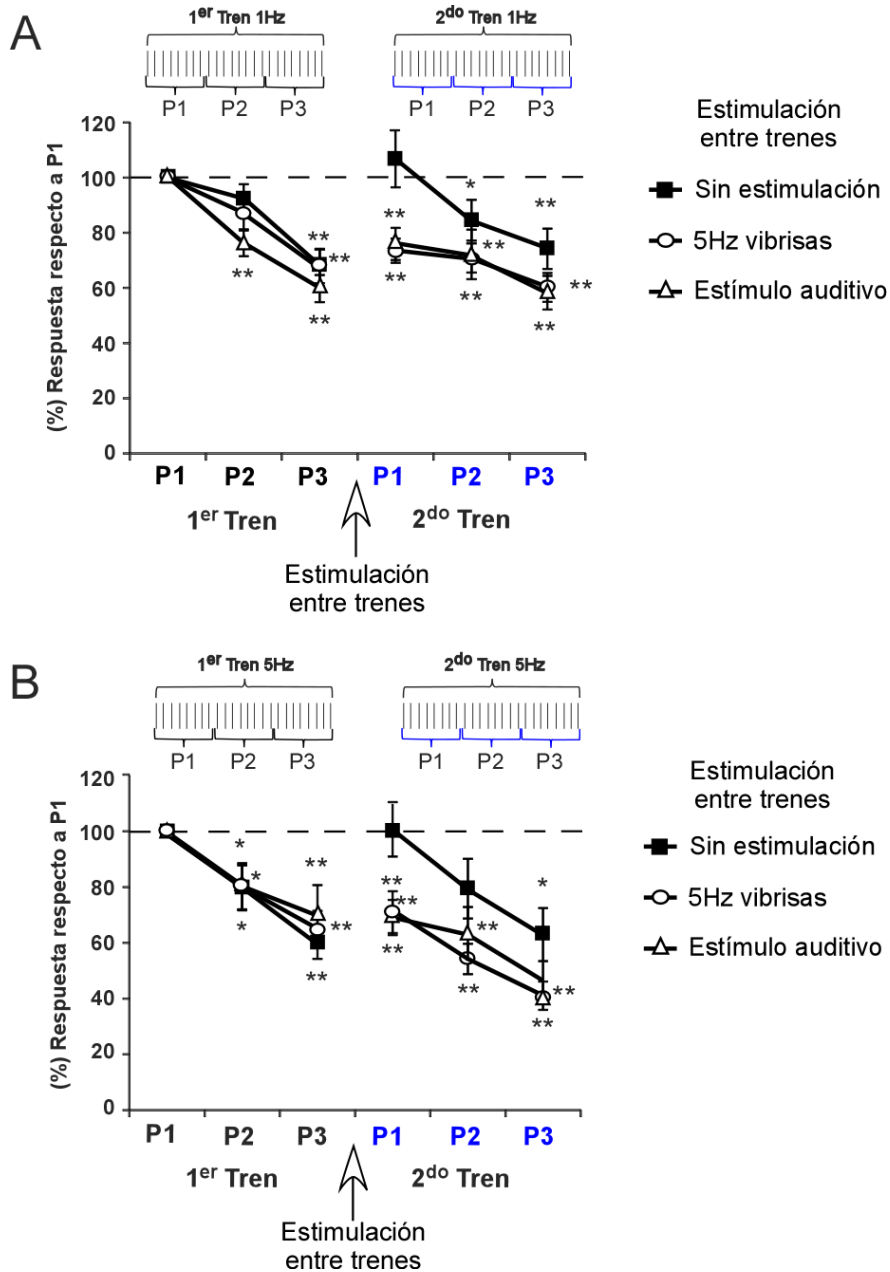 A
1er Tren 1Hz
2do Tren 1Hz
P1 P2 P3
P1 P2 P3
(%) Respuesta respecto a P1
120
100
80
60
40
20
0
**
**
**
**
**
**
*
**
**
**
**
**
P1 P2 P3 P1 P2 P3
1er Tren
2do Tren
Estimulación
entre trenes
Estimulación
entre trenes
Sin estimulación
5Hz vibrisas
Estímulo auditivo
B
1er Tren 5Hz
2do Tren 5Hz
P1 P2 P3
P1 P2 P3
(%) Respuesta respecto a P1
120
100
80
60
40
20
0
*
*
*
**
**
**
**
**
**
**
**
*
**
**
P1 P2 P3 P1 P2 P3
1er Tren
2do Tren
Estimulación
entre trenes
Estimulación
entre trenes
Sin estimulación
5Hz vibrisas
Estímulo auditivo